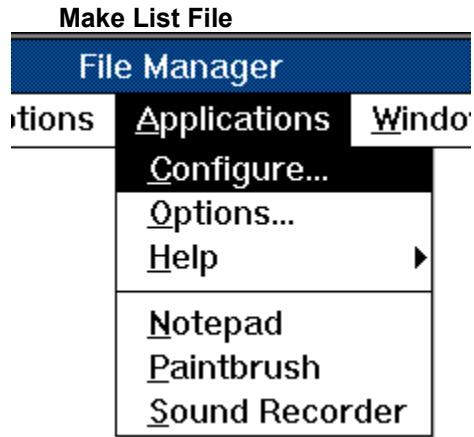 Make List File
File Manager
Applications
Configure...
Options...
Help
Notepad
Paintbrush
Sound Recorder